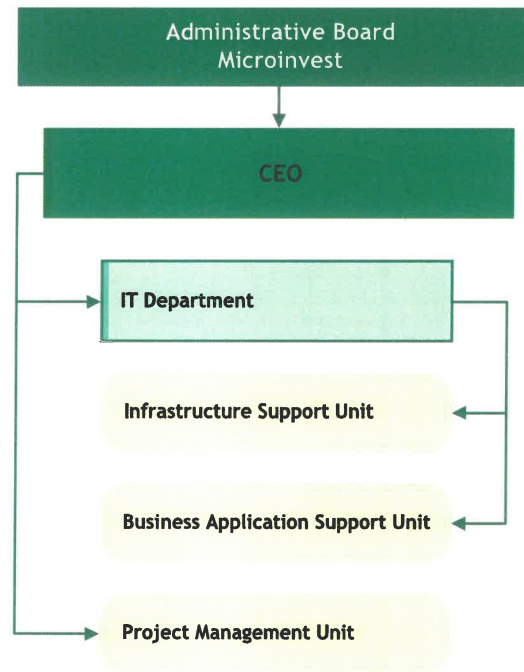 Administrative Board
Microinvest
CEO
IT Department
Infrastructure Support Unit
Business Application Support Unit
Project Management Unit